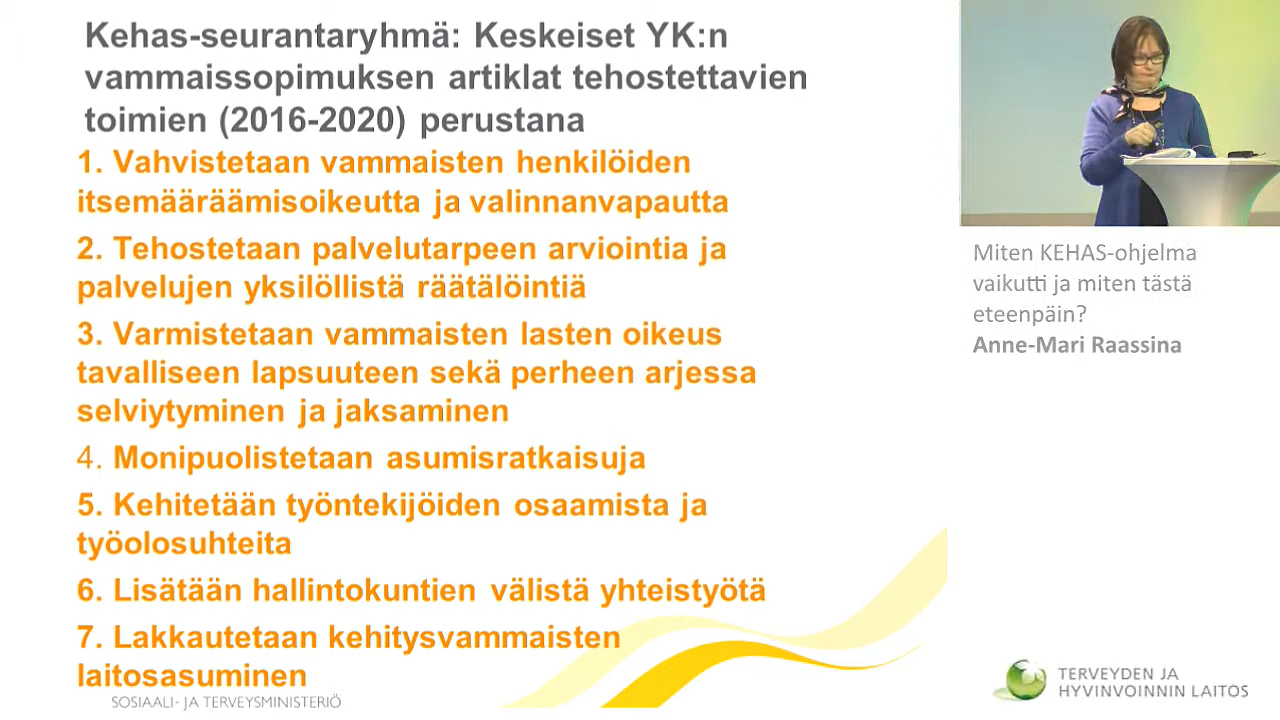 Kehas-seurantaryhmä: Keskeiset YK:n
vammaissopimuksen artiklat tehostettavien
toimien (2016-2020) perustana
1. Vahvistetaan vammaisten henkilöiden
itsemääräämisoikeutta ja valinnanvapautta
2. Tehostetaan palvelutarpeen arviointia ja
palvelujen yksilöllistä räätälöintiä
3. Varmistetaan vammaisten lasten oikeus
tavalliseen lapsuuteen sekä perheen arjessa
selviytyminen ja jaksaminen
4. Monipuolistetaan asumisratkaisuja
5. Kehitetään työntekijöiden osaamista ja
työolosuhteita
6. Lisätään hallintokuntien välistä yhteistyötä
7. Lakkautetaan kehitysvammaisten
laitosasuminen
SOSIAALI- JA TERVEYSMINISTERIÖ
Miten KEHAS-ohjelma
vaikutti ja miten tästä
eteenpäin?
Anne-Mari Raassina
TERVEYDEN JA
HYVINVOINNIN LAITOS